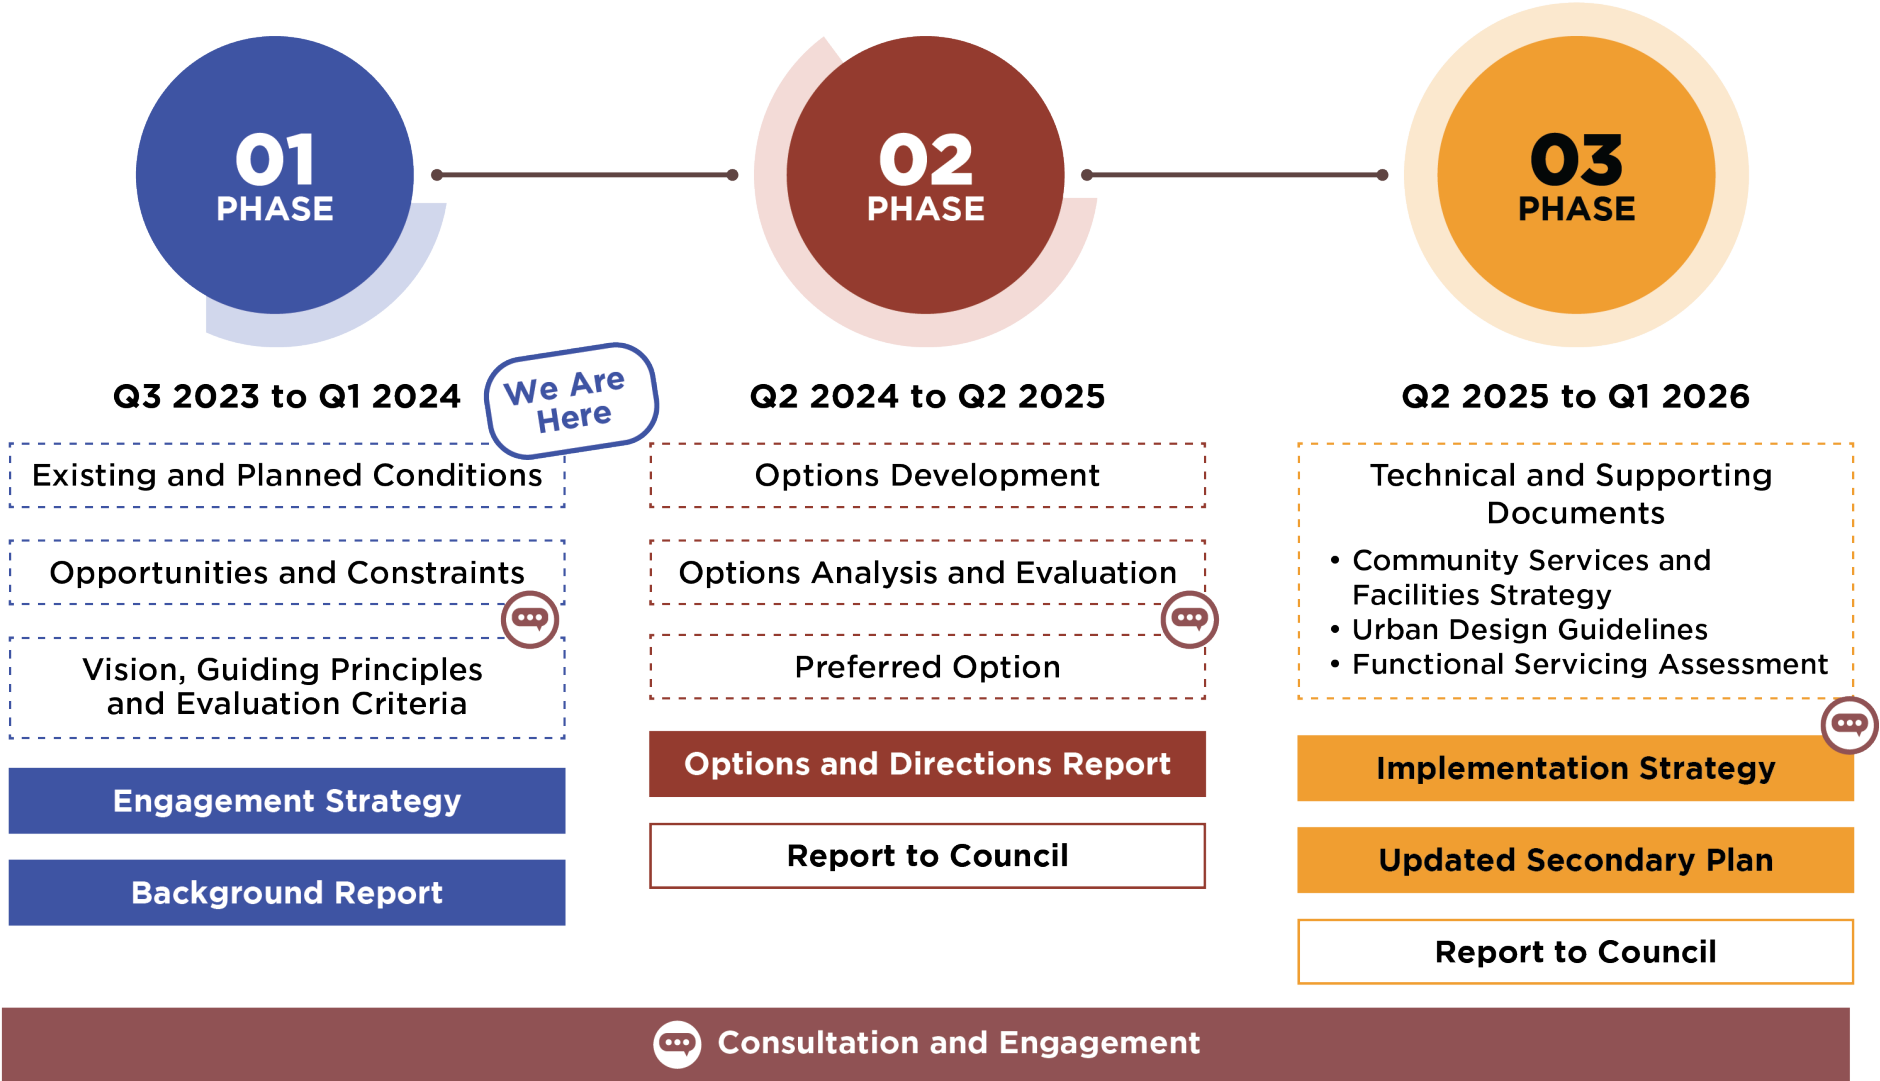 01
PHASE
02
PHASE
03
PHASE
Q3 2023 to Q1 2024
We Are
Here
Existing and Planned Conditions
Opportunities and Constraints
Vision, Guiding Principles
and Evaluation Criteria
Engagement Strategy
Background Report
Q2 2024 to Q2 2025
Options Development
Options Analysis and Evaluation
Preferred Option
Options and Directions Report
Report to Council
Q2 2025 to Q1 2026
Technical and Supporting
Documents
• Community Services and
Facilities Strategy
• Urban Design Guidelines
• Functional Servicing Assessment
Implementation Strategy
Updated Secondary Plan
Report to Council
Consultation and Engagement